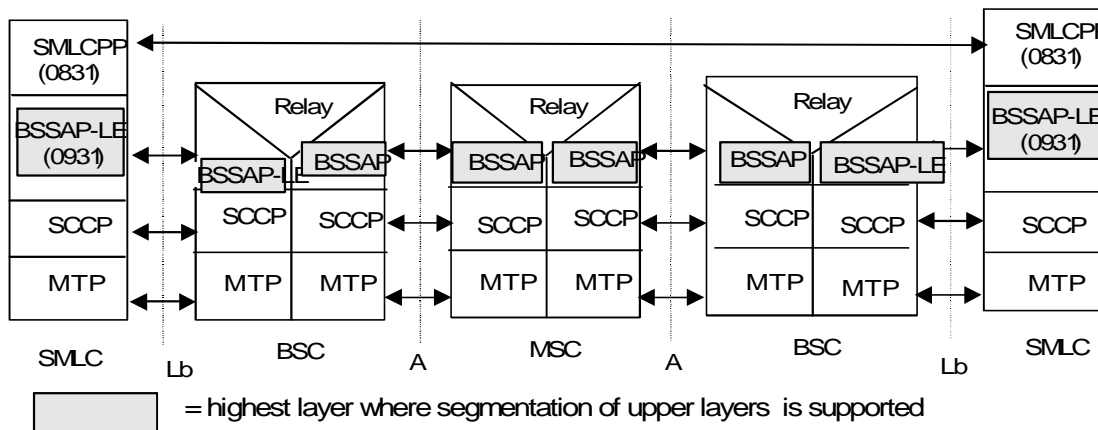 SMLCPP
(0831)
SMLCPP
(0831)
Relay
Relay
Relay
BSSAP-LE
(0931)
BSSAP-LE
BSSAP
BSSAP
BSSAP
BSSAP
BSSAP-LE
BSSAP-LE
(0931)
SCCP
SCCP
SCCP
SCCP
SCCP
SCCP
SCCP
SCCP
MTP
MTP
MTP
MTP
MTP
MTP
MTP
MTP
SMLC
Lb
BSC
A
MSC
A
BSC
Lb
SMLC
= highest layer where segmentation of upper layers is supported